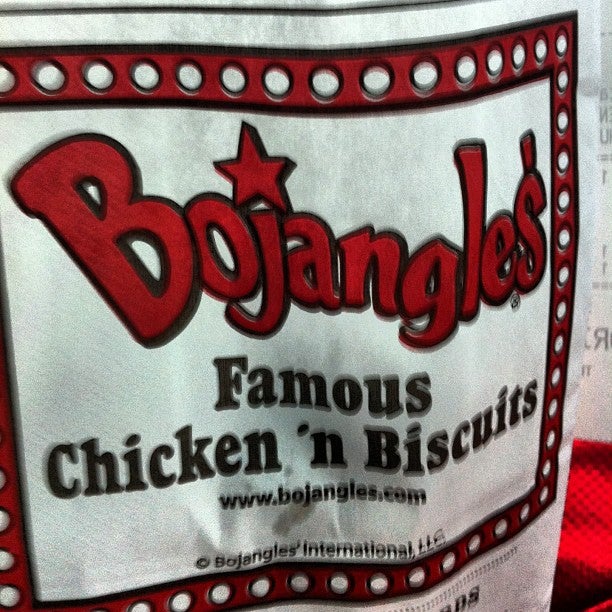 Bojangles'®
Famous
Chicken 'n Biscuits
www.bojangles.com
© Bojangles' International, LLC